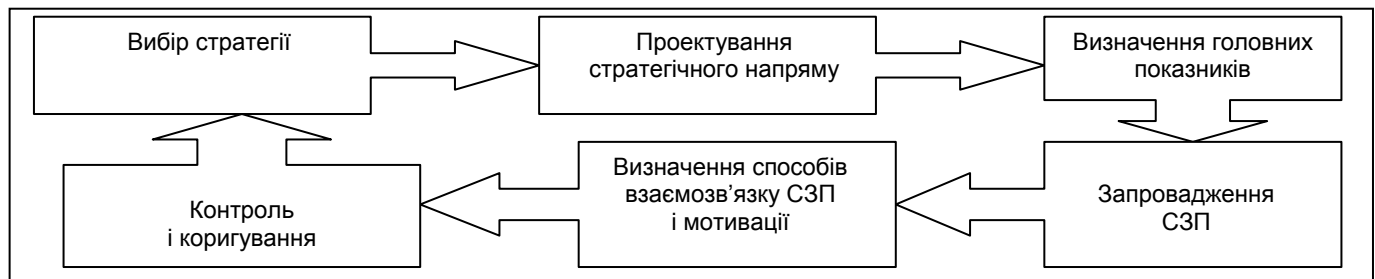 Вибір стратегії
Проектування
стратегічного напряму
Визначення головних
показників
Запровадження
СЗП
Визначення способів
взаємозв’язку СЗП
і мотивації
Контроль
і коригування